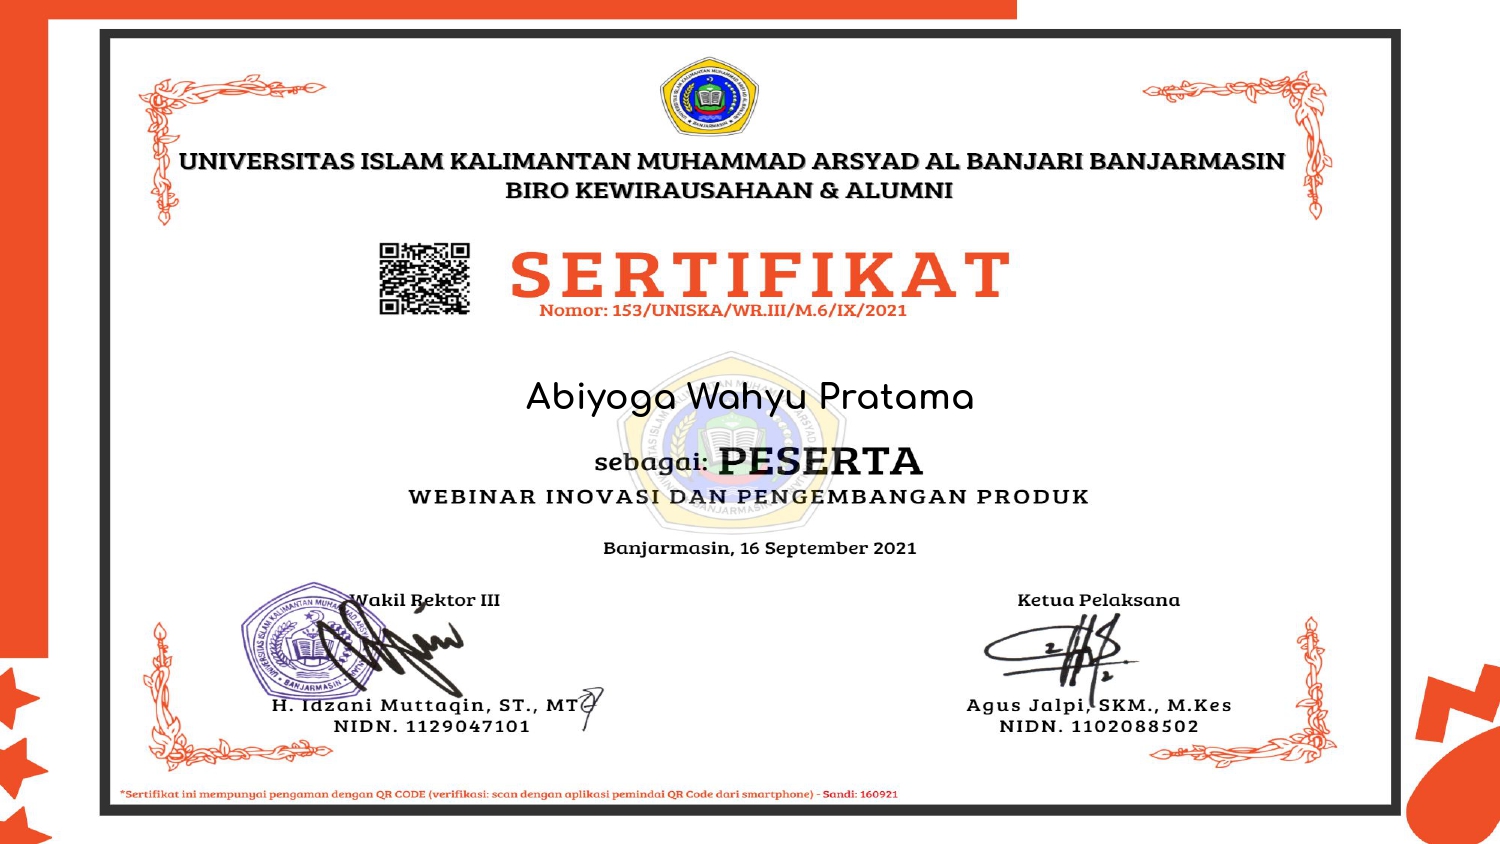 UNIVERSITAS ISLAM KALIMANTAN MUHAMMAD ARSYAD AL BANJARI BANJARMASIN
BIRO KEWIRAUSAHAAN & ALUMNI
SERTIFIKAT
Nomor: 153/UNISKA/WR.III/M.6/IX/2021
Abiyoga Wahyu Pratama
sebagai: PESERTA
WEBINAR INOVASI DAN PENGEMBANGAN PRODUK
Banjarmasin, 16 September 2021
Wakil Rektor III
H. Idzani Muttaqin, ST., MT
NIDN. 1129047101
Ketua Pelaksana
Agus Jalpi, SKM., M.Kes
NIDN. 1102088502
*Sertifikat ini mempunyai pengaman dengan QR CODE (verifikasi: scan dengan aplikasi pemindai QR Code dari smartphone) - Sandi: 160921